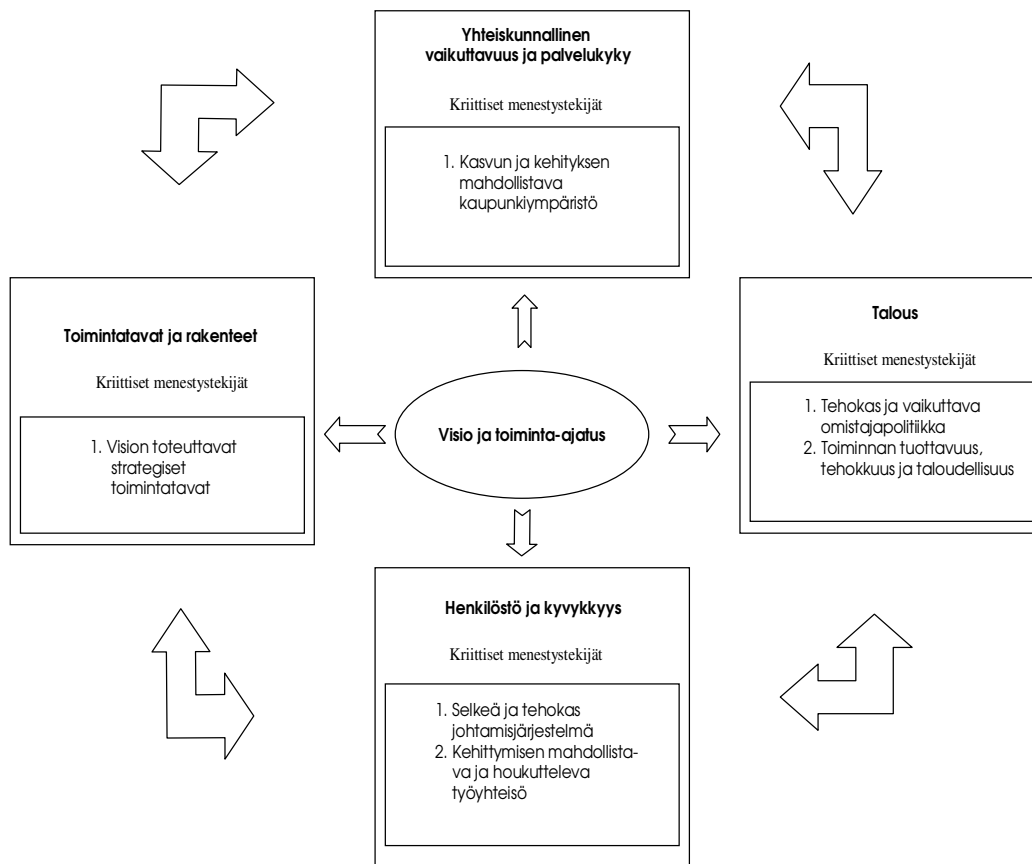 Yhteiskunnallinen
vaikuttavuus ja palvelukyky
Kriittiset menestystekijät
1. Kasvun ja kehityksen
mahdollistava
kaupunkiympäristö
Toimintatavat ja rakenteet
Kriittiset menestystekijät
1. Vision toteuttavat
strategiset
toimintatavat
Visio ja toiminta-ajatus
Talous
Kriittiset menestystekijät
1. Tehokas ja vaikuttava
omistajapolitiikka
2. Toiminnan tuottavuus,
tehokkuus ja taloudellisuus
Henkilöstö ja kyvykkyys
Kriittiset menestystekijät
1. Selkeä ja tehokas
johtamisjärjestelmä
2. Kehittymisen mahdollista-
va ja houkutteleva
työyhteisö